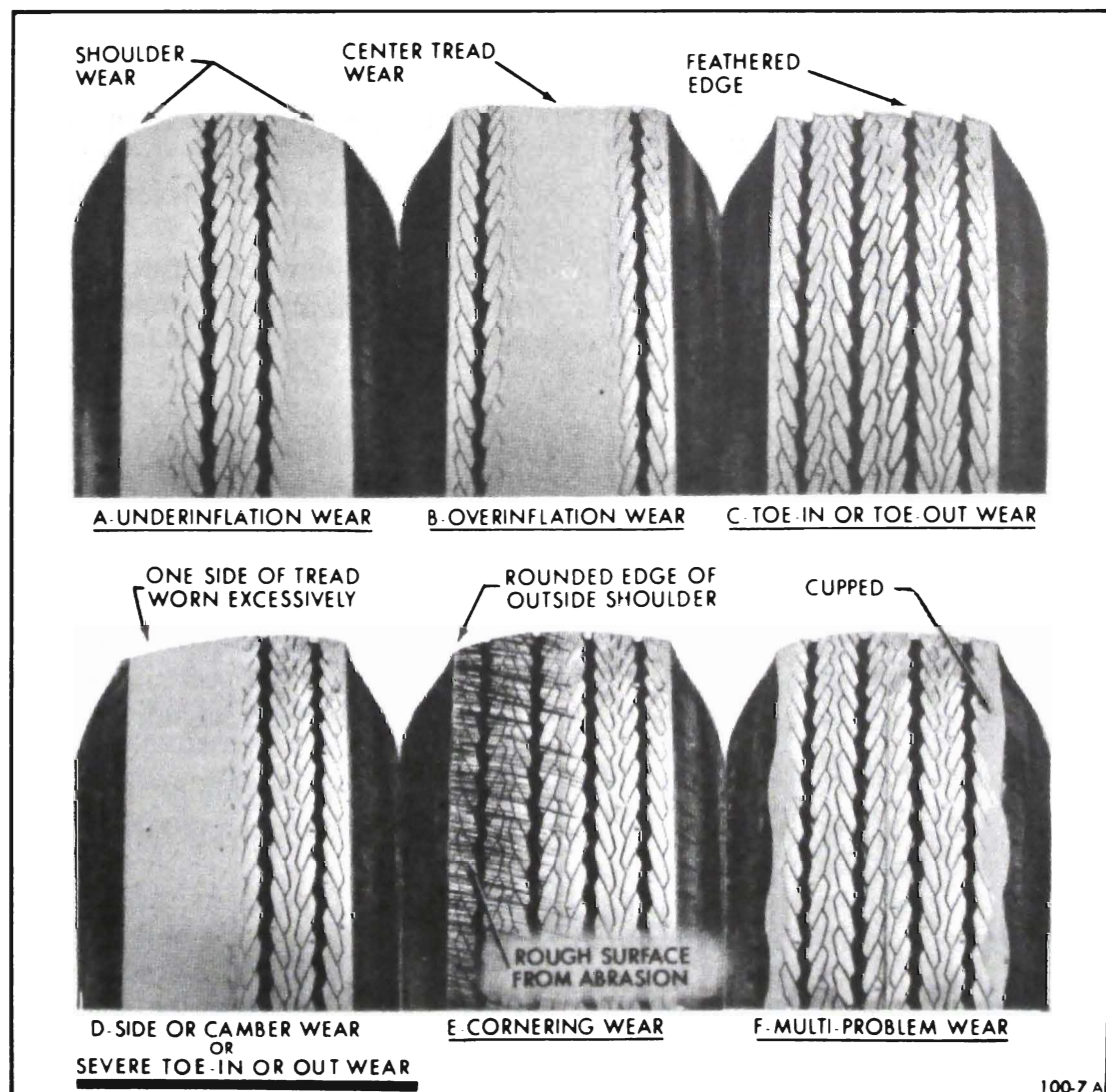 SHOULDER
WEAR
CENTER TREAD
WEAR
FEATHERED
EDGE
A-UNDERINFLATION WEAR
B-OVERINFLATION WEAR
C-TOE-IN OR TOE-OUT WEAR
ONE SIDE OF TREAD
WORN EXCESSIVELY
ROUNDED EDGE OF
OUTSIDE SHOULDER
CUPPED
ROUGH SURFACE
FROM ABRASION
D-SIDE OR CAMBER WEAR
OR
SEVERE TOE-IN OR OUT WEAR
E-CORNERING WEAR
F-MULTI-PROBLEM WEAR
100-7 A